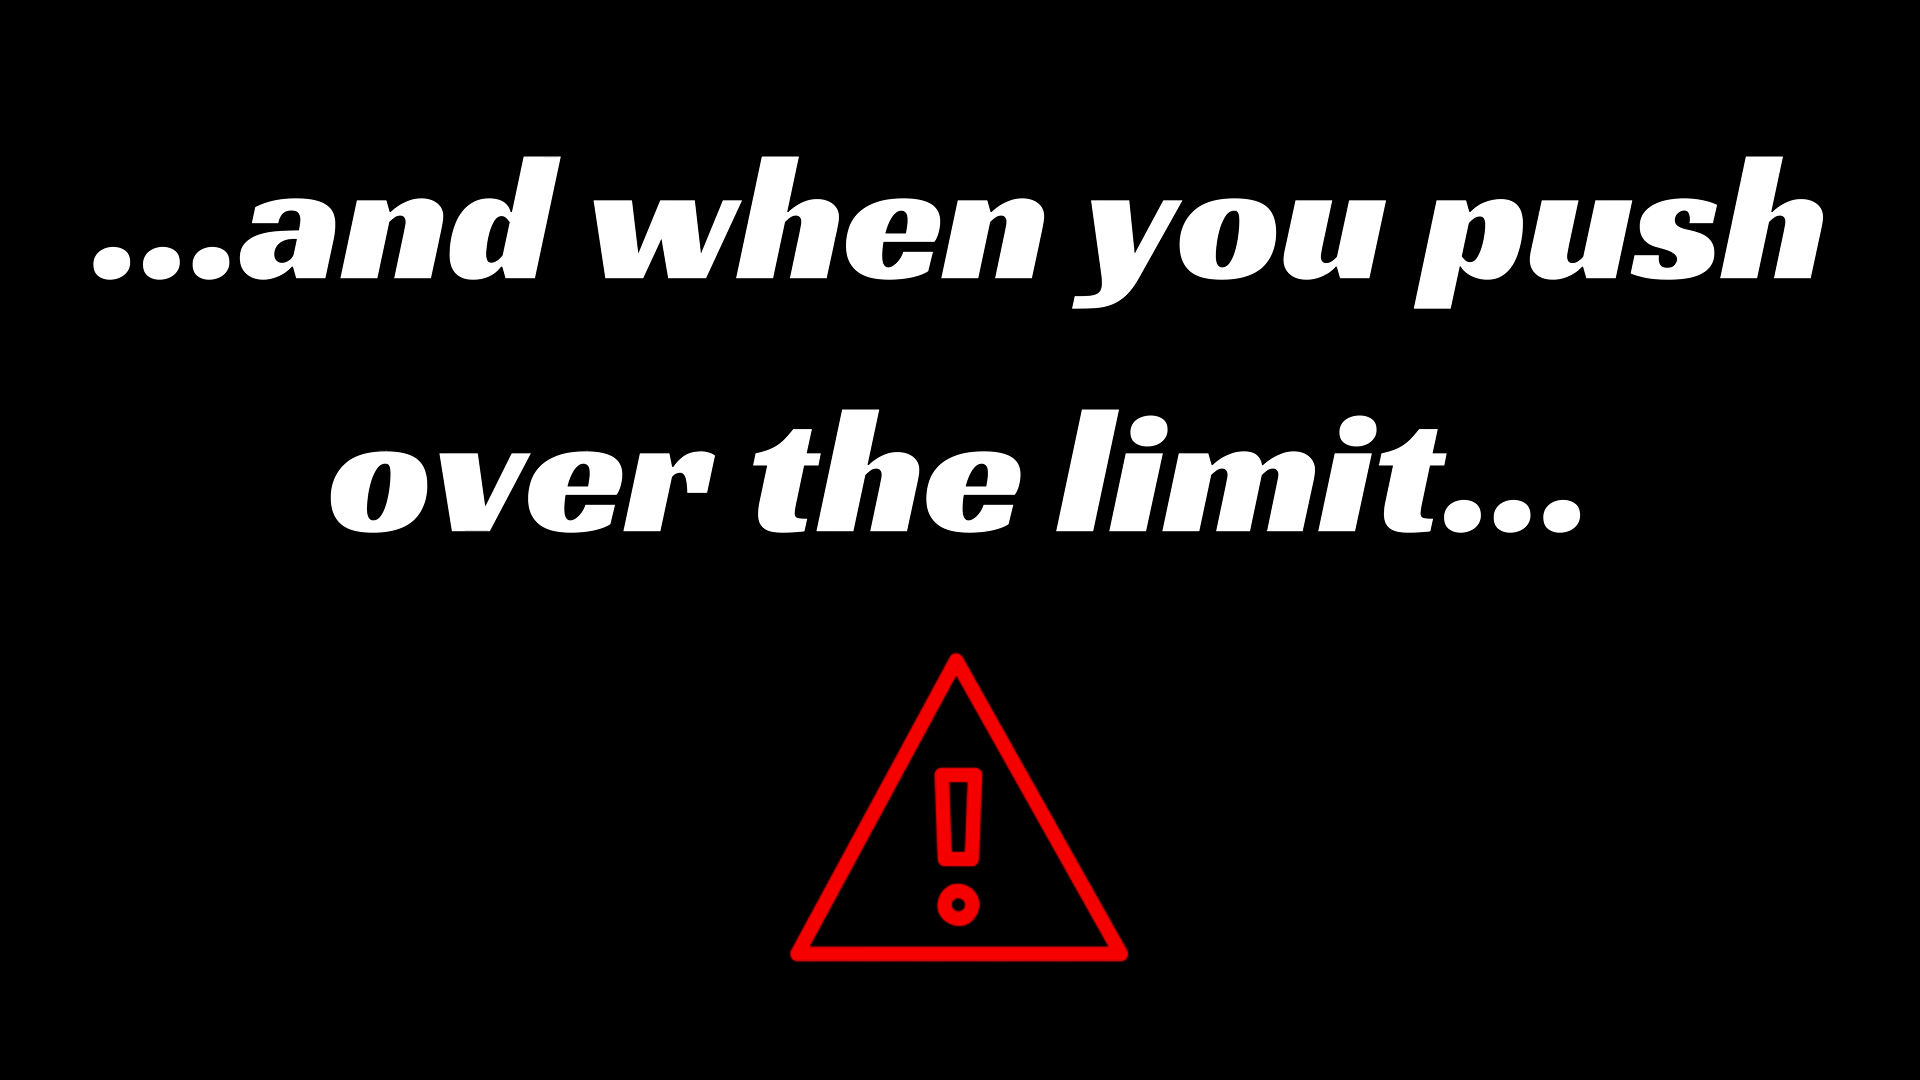 ...and when you push
over the limit...